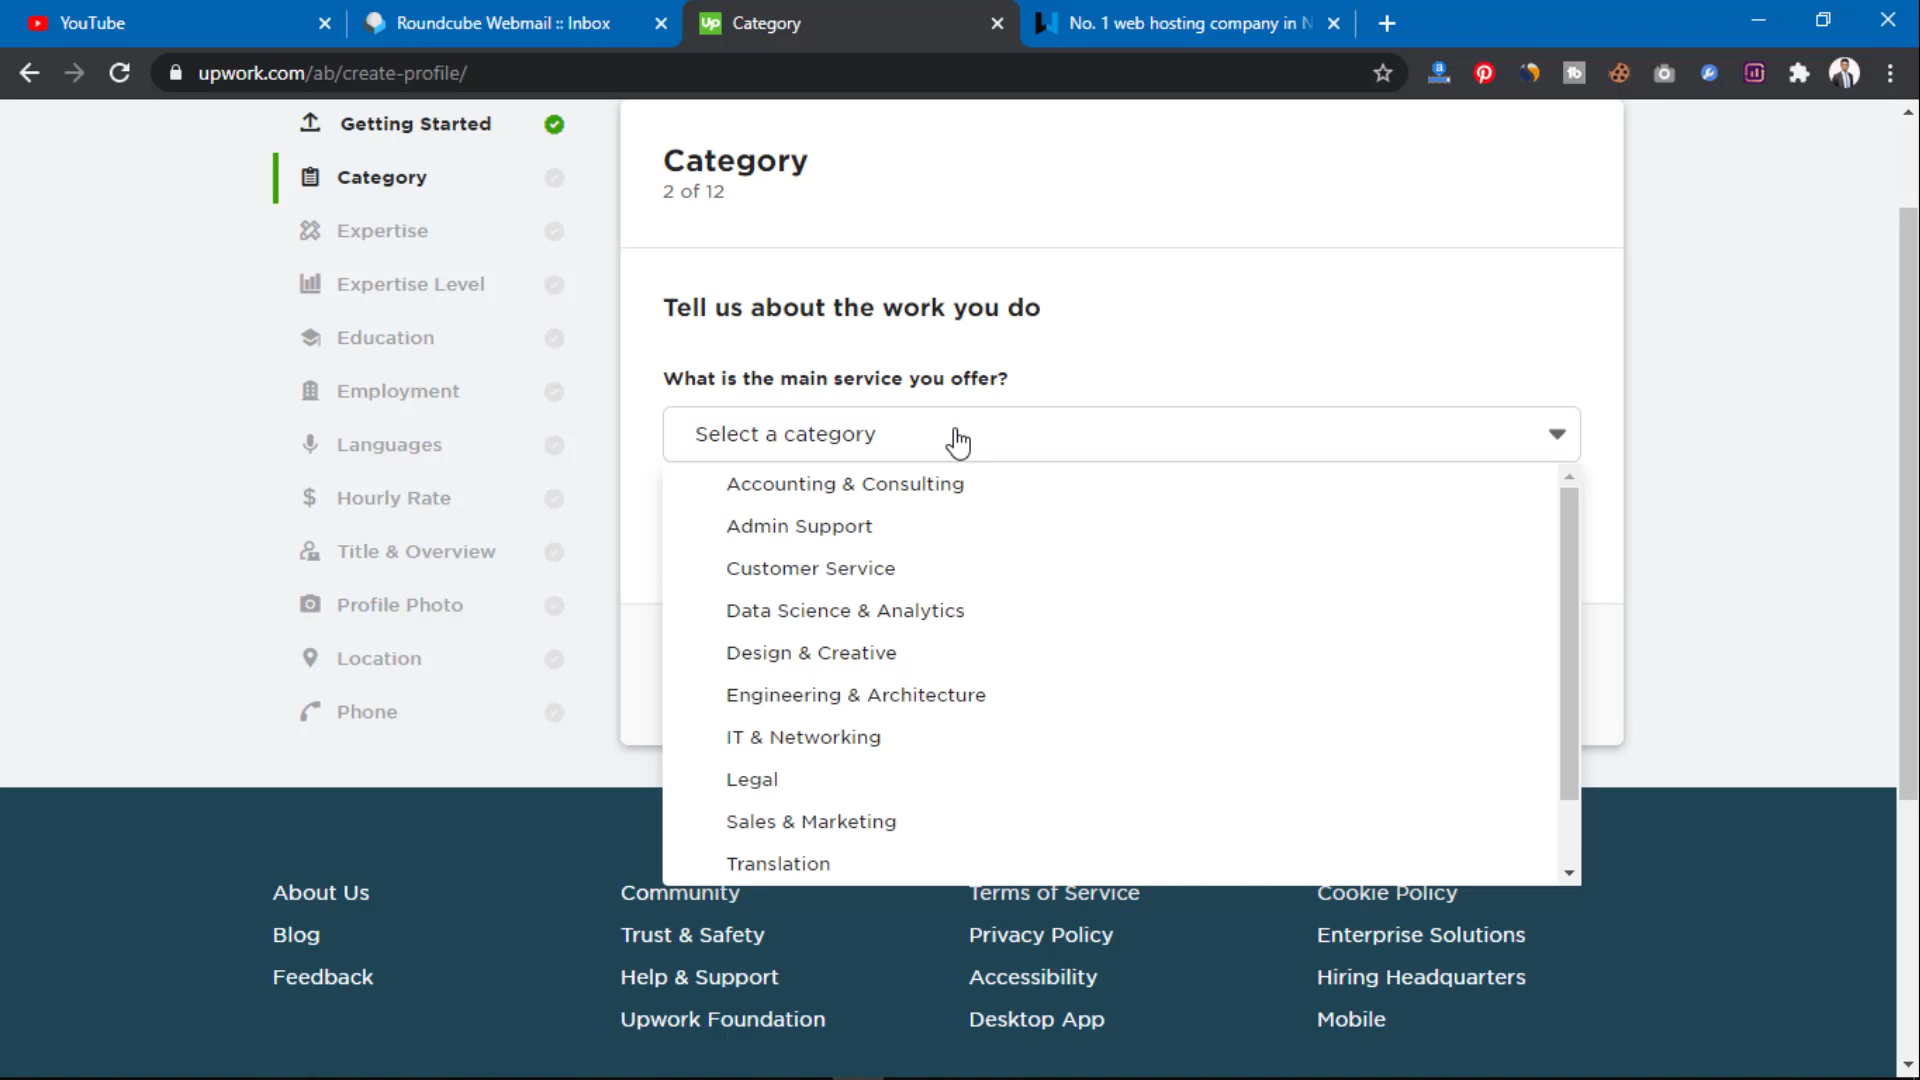 YouTube
Roundcube Webmail :: Inbox
Up
Category
No. 1 web hosting company in N
upwork.com/ab/create-profile/
Getting Started
Category
Expertise
Expertise Level
Education
Employment
Languages
Hourly Rate
Title & Overview
Profile Photo
Location
Phone
Category
2 of 12
Tell us about the work you do
What is the main service you offer?
Select a category
Accounting & Consulting
Admin Support
Customer Service
Data Science & Analytics
Design & Creative
Engineering & Architecture
IT & Networking
Legal
Sales & Marketing
Translation
About Us
Blog
Feedback
Community
Trust & Safety
Help & Support
Upwork Foundation
Terms of Service
Privacy Policy
Accessibility
Desktop App
Cookie Policy
Enterprise Solutions
Hiring Headquarters
Mobile